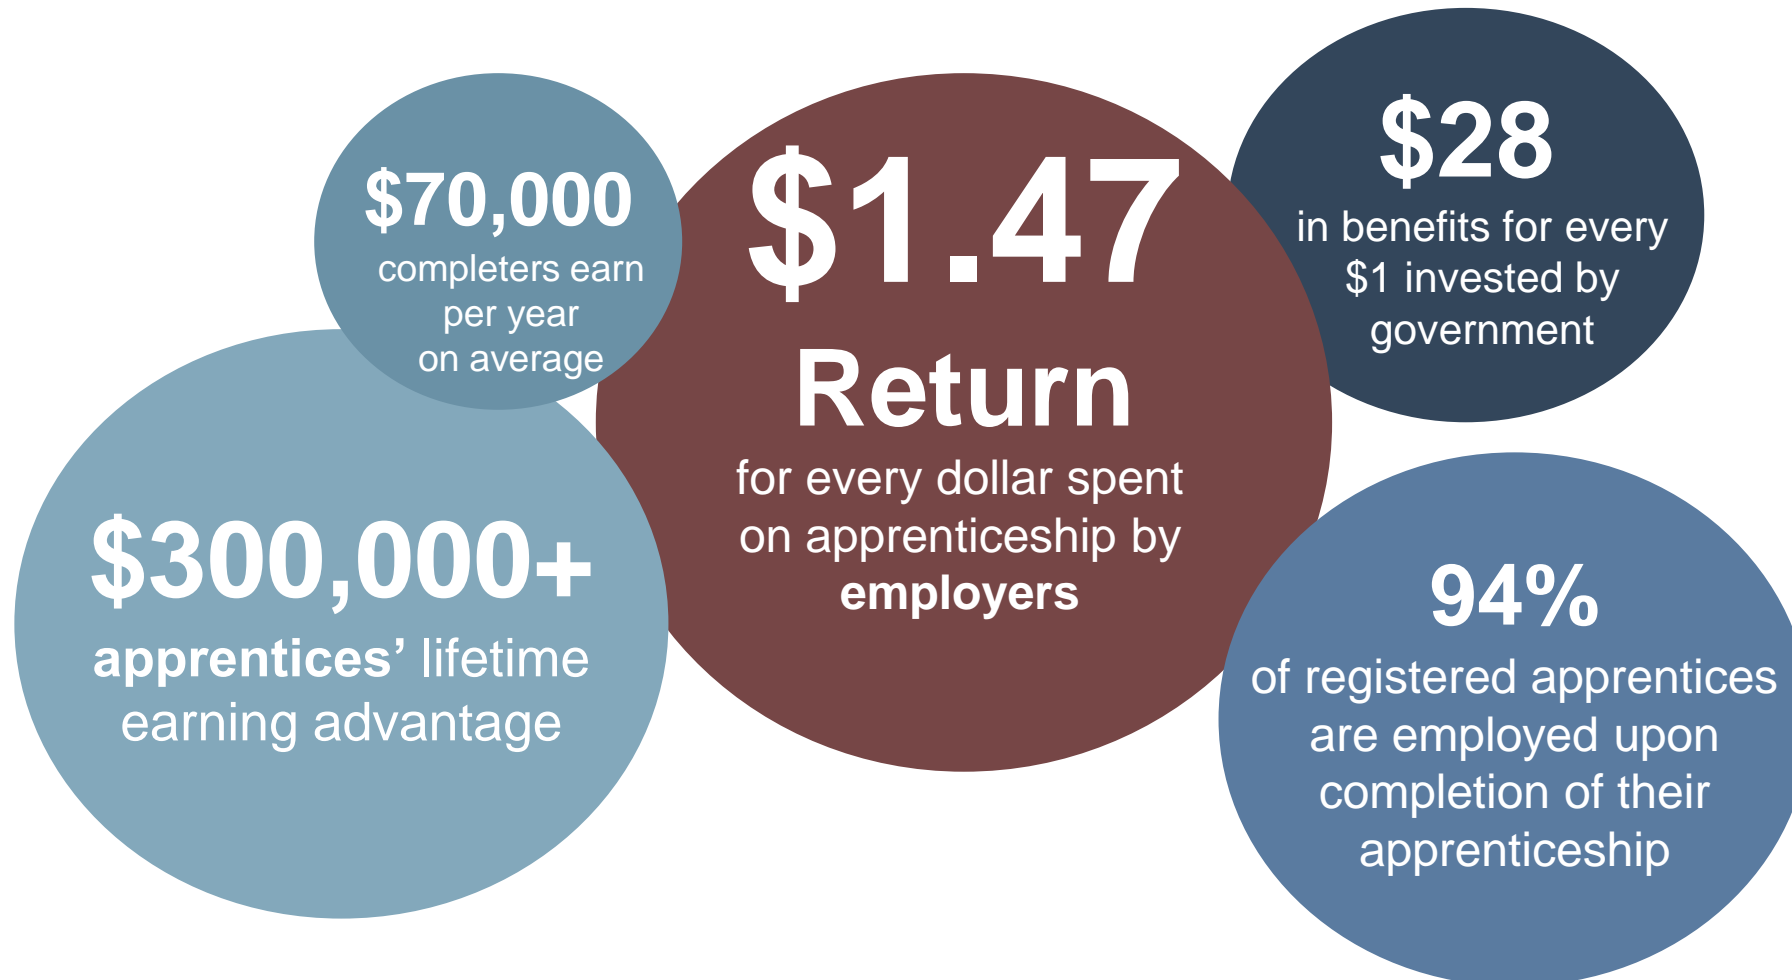 $70,000
completers earn
per year
on average
$300,000+
apprentices’ lifetime
earning advantage
$1.47
Return
for every dollar spent
on apprenticeship by
employers
$28
in benefits for every
$1 invested by
government
94%
of registered apprentices
are employed upon
completion of their
apprenticeship